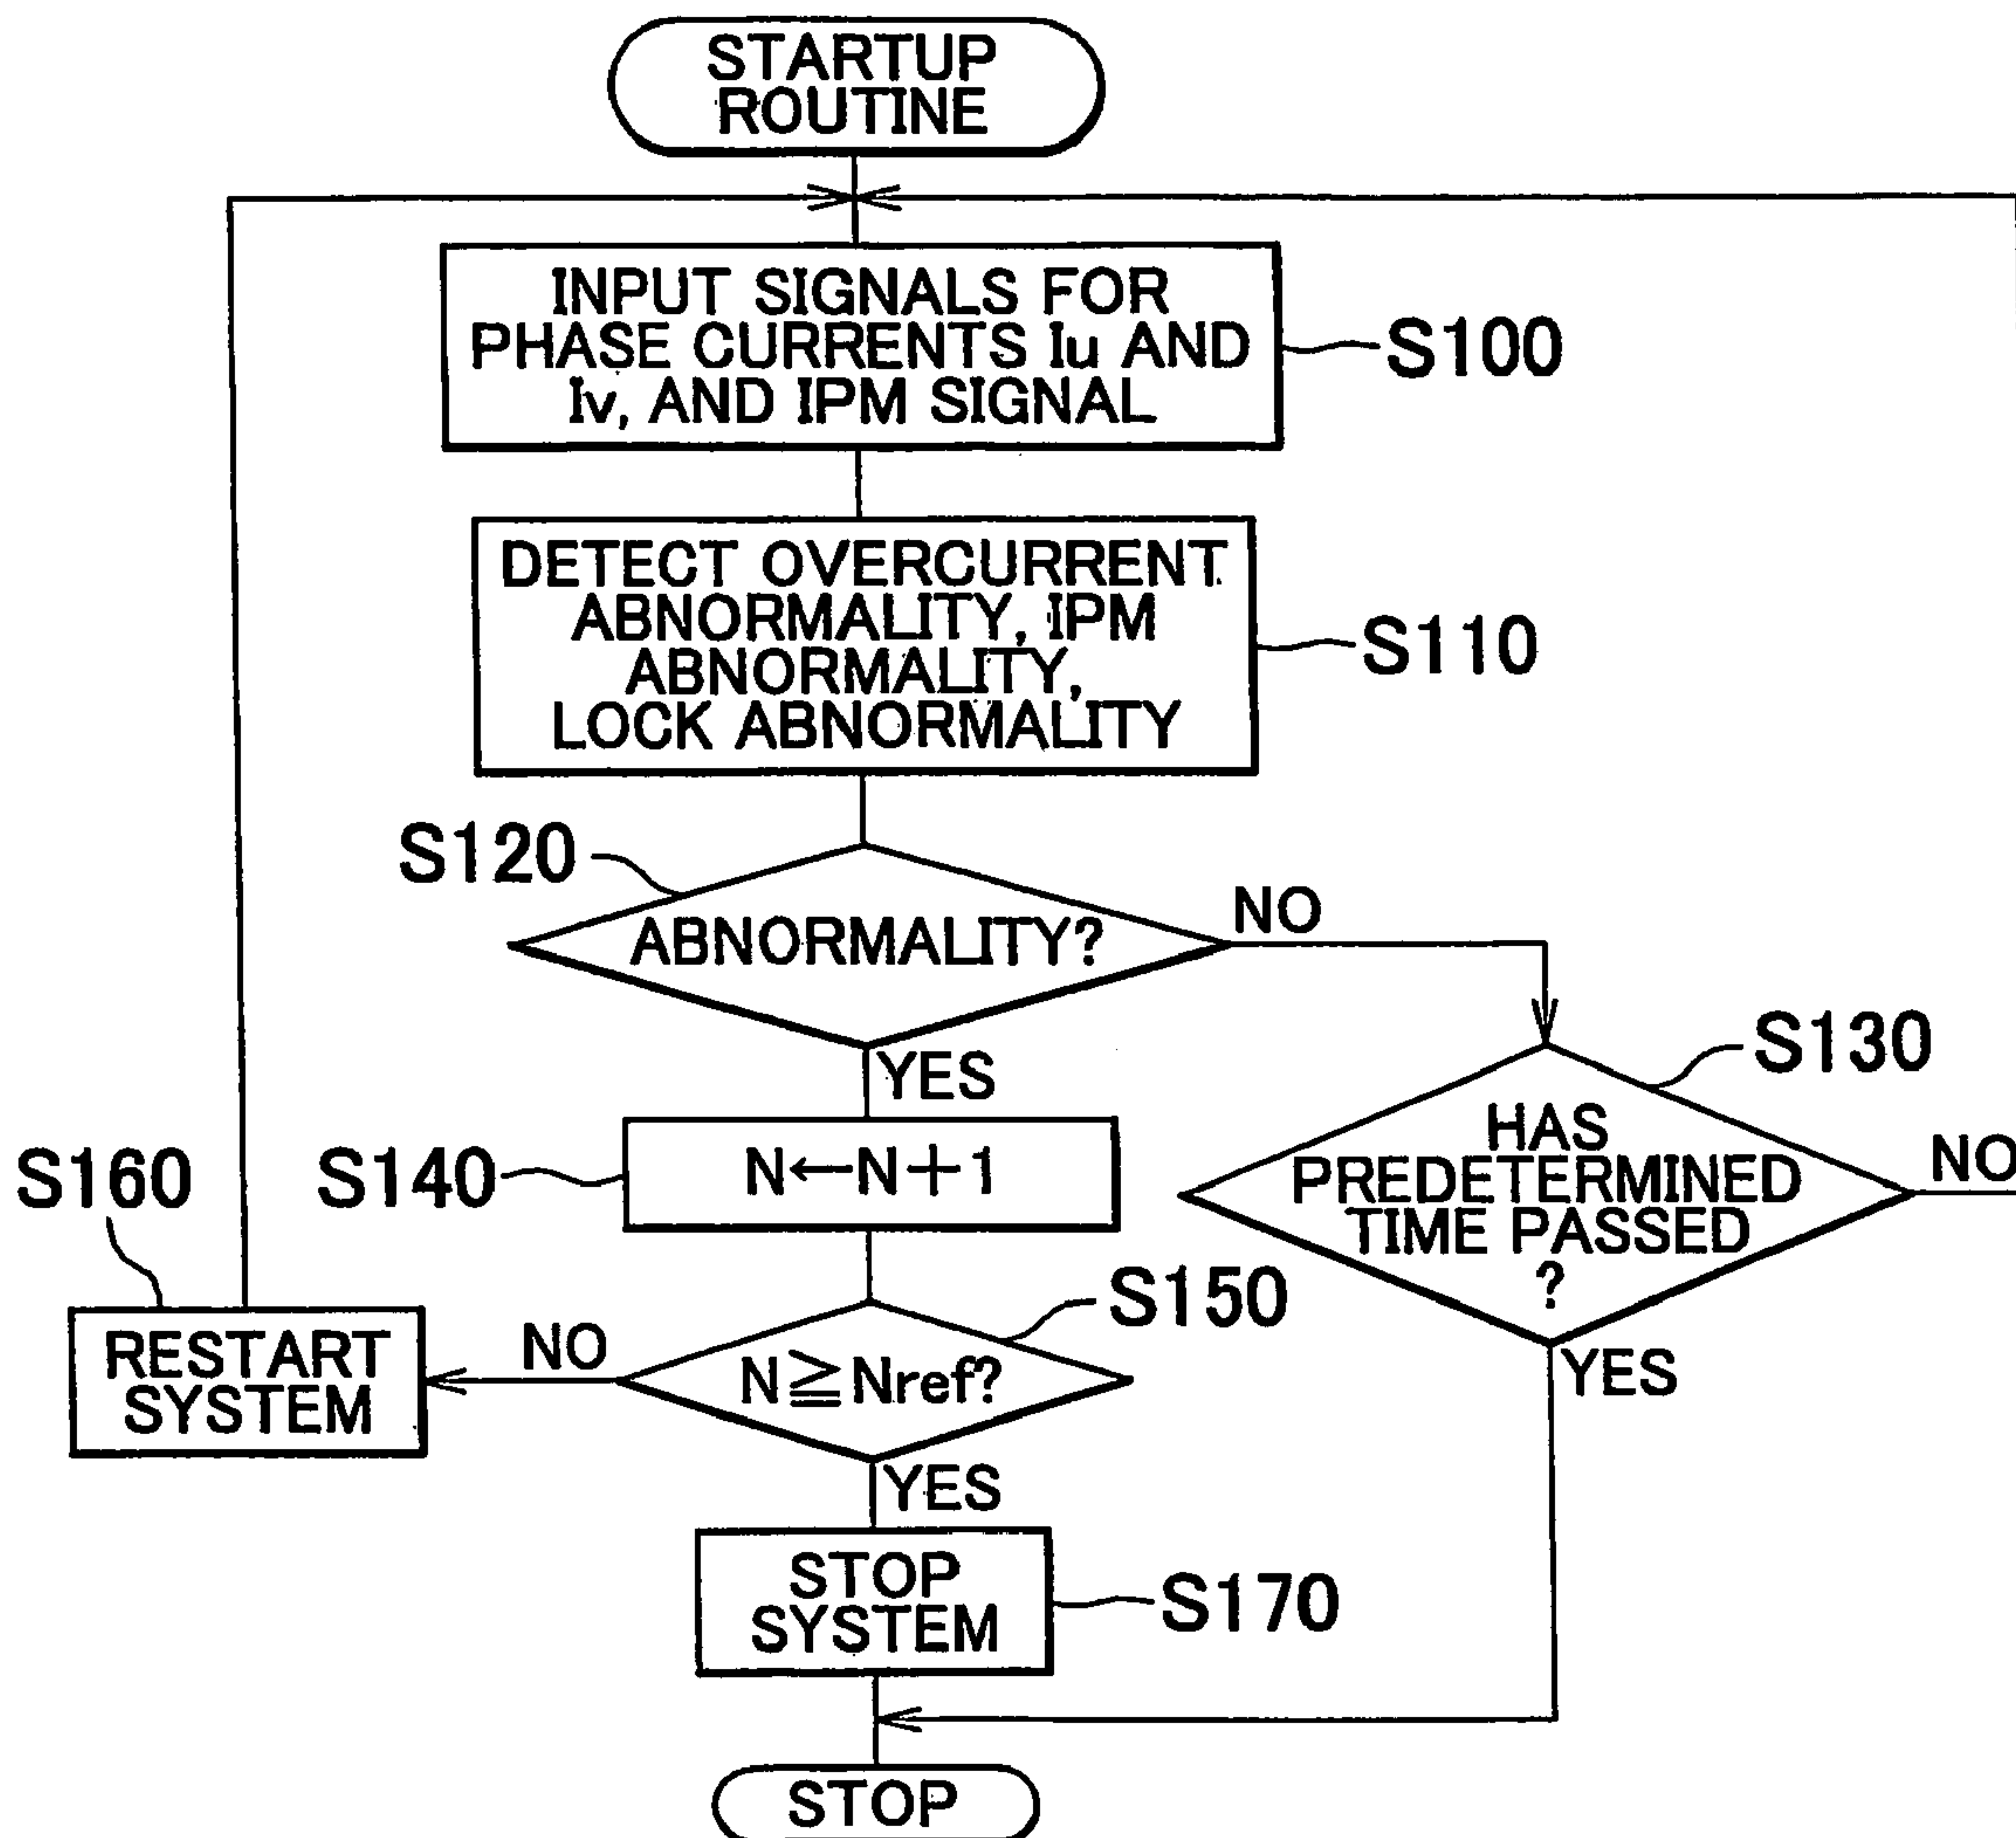 STARTUP
ROUTINE
INPUT SIGNALS FOR
PHASE CURRENTS Iu AND
Iv, AND IPM SIGNAL
S100
DETECT OVERCURRENT
ABNORMALITY, IPM
ABNORMALITY,
LOCK ABNORMALITY
S110
S120
ABNORMALITY?
NO
YES
S130
HAS
PREDETERMINED
TIME PASSED
?
NO
YES
S140
N←N+1
S150
N≧Nref?
NO
YES
S160
RESTART
SYSTEM
STOP
SYSTEM
S170
STOP